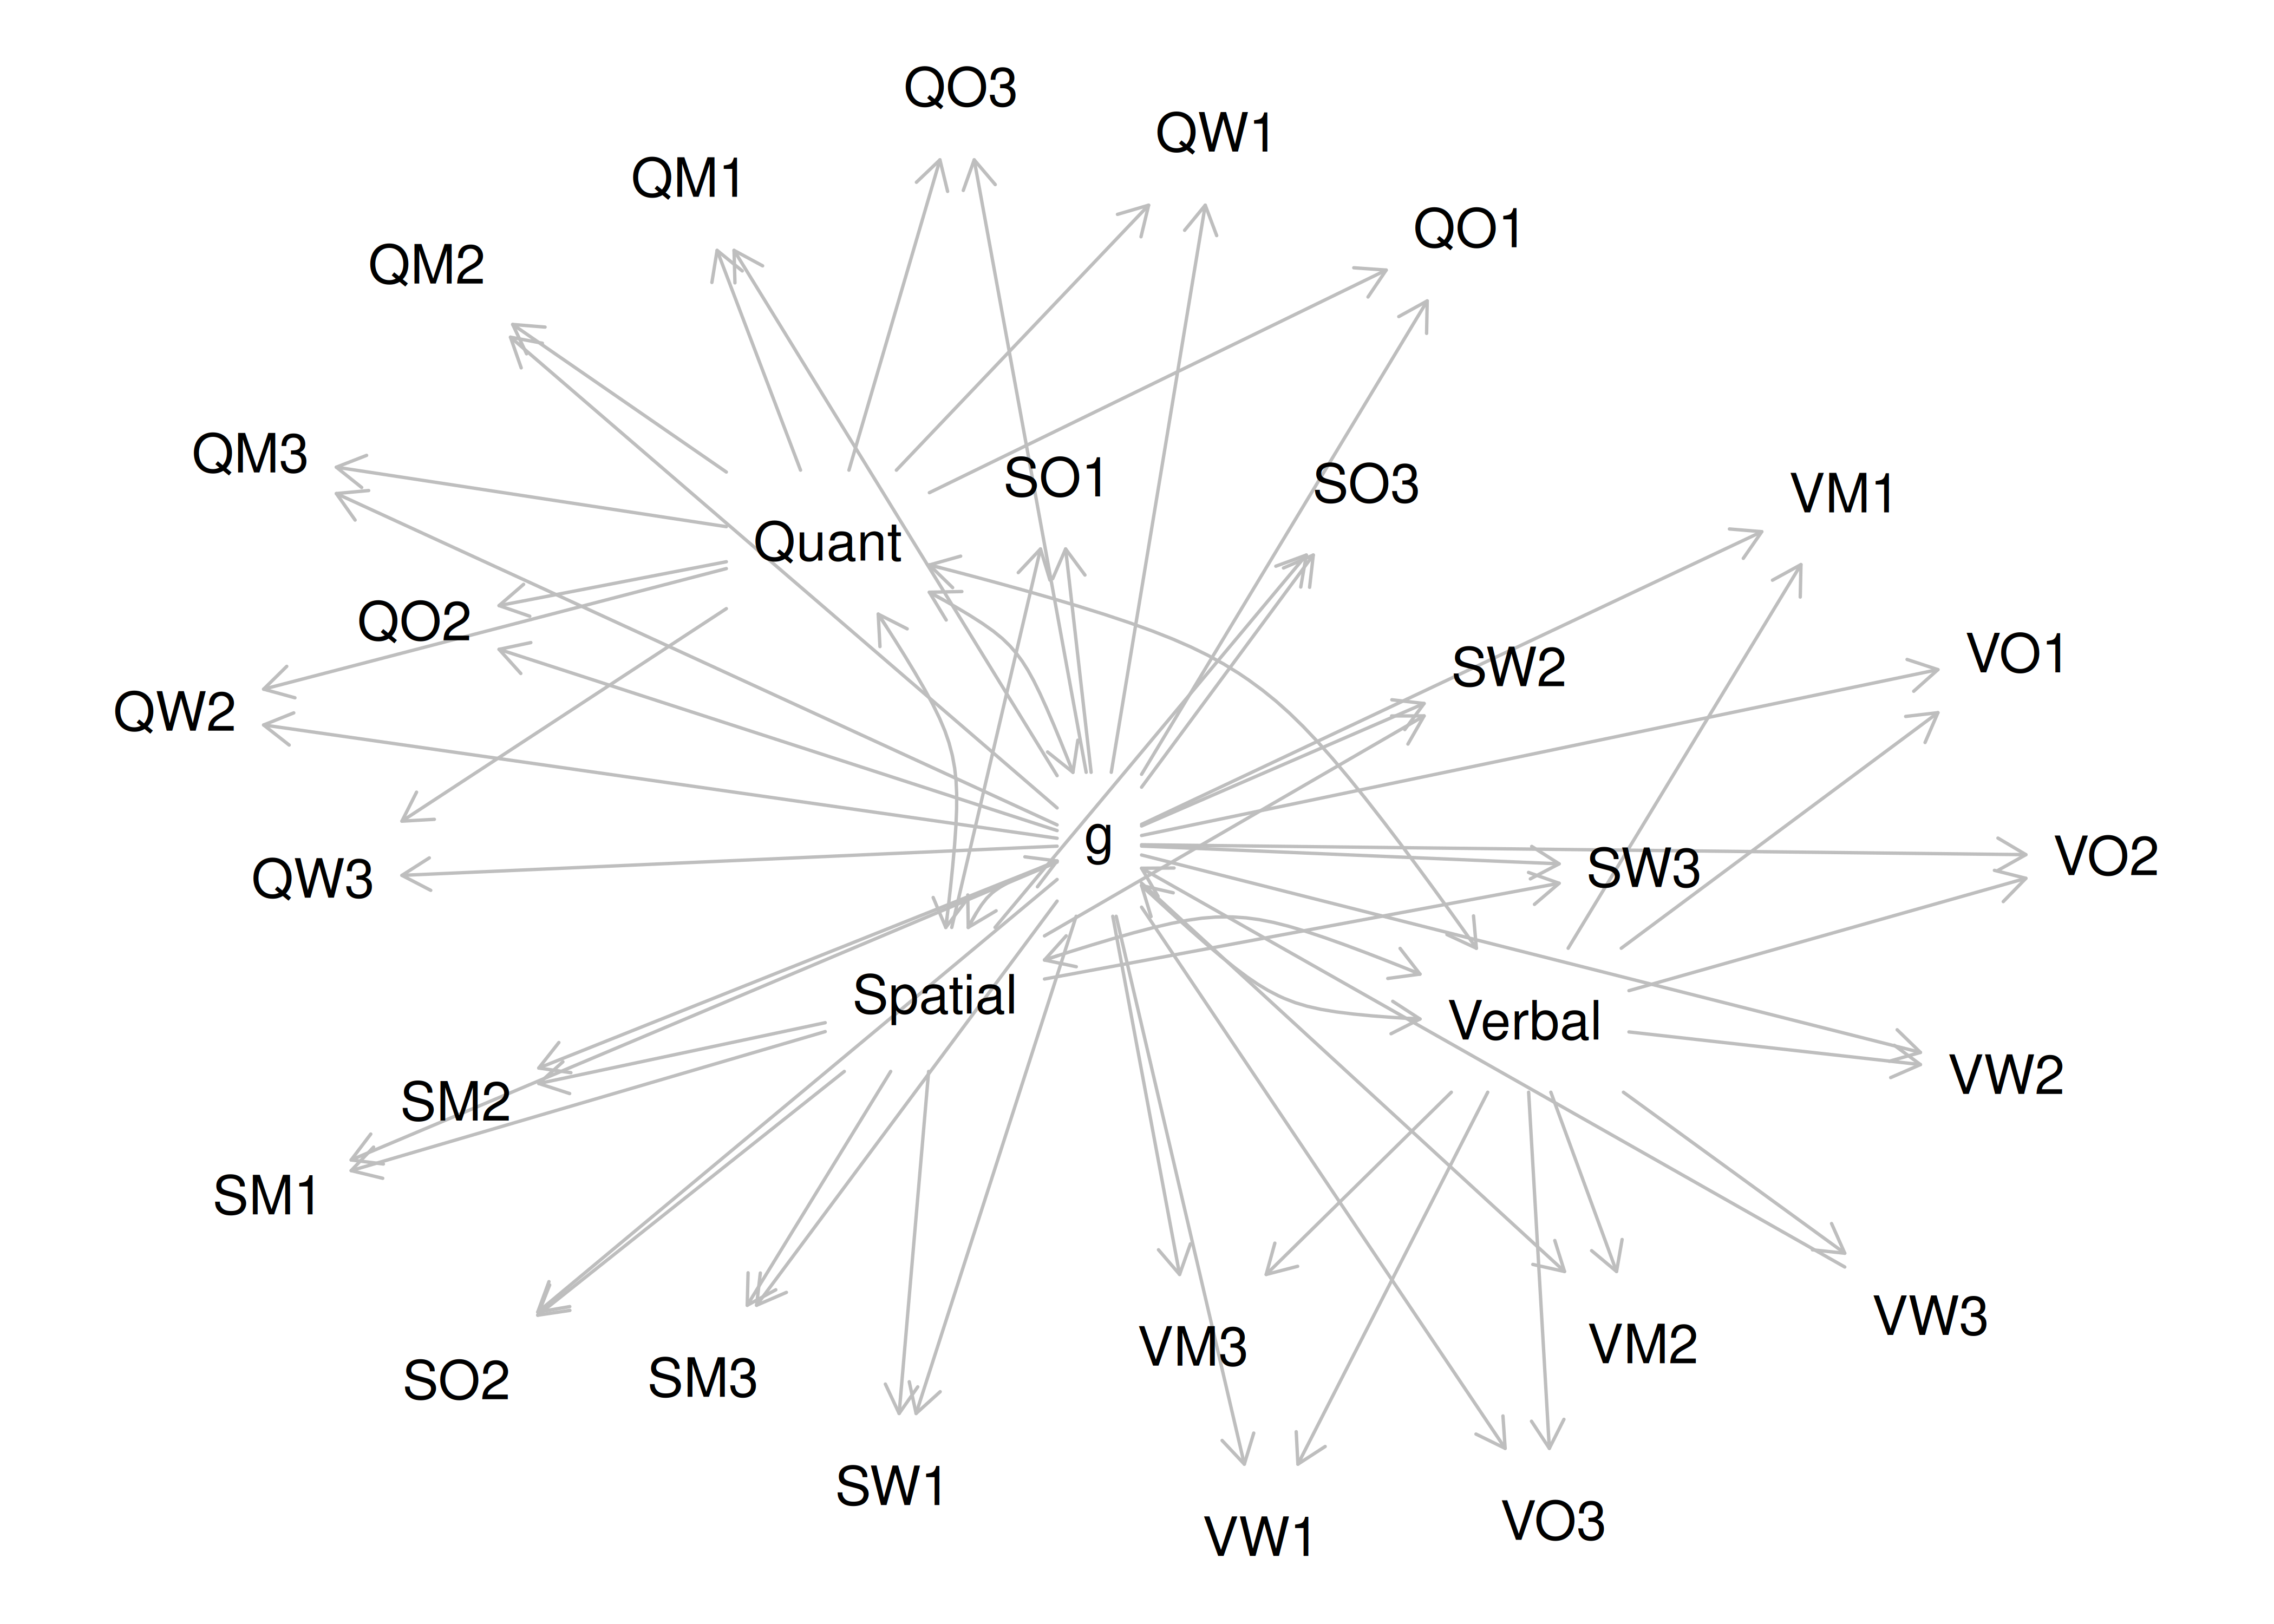 QO3
QW1
QM1
QO1
QM2
QM3
SO1
SO3
VM1
Quant
QO2
VO1
SW2
QW2
g
VO2
SW3
QW3
Spatial
Verbal
VW2
SM2
SM1
VW3
VM3
VM2
SO2
SM3
SW1
VO3
VW1